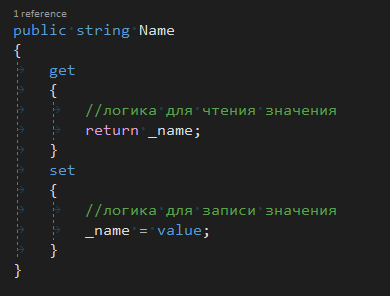 1 reference
public string Name
{
get
{
//логика для чтения значения
return _name;
}
set
{
//логика для записи значения
_name = value;
}
}